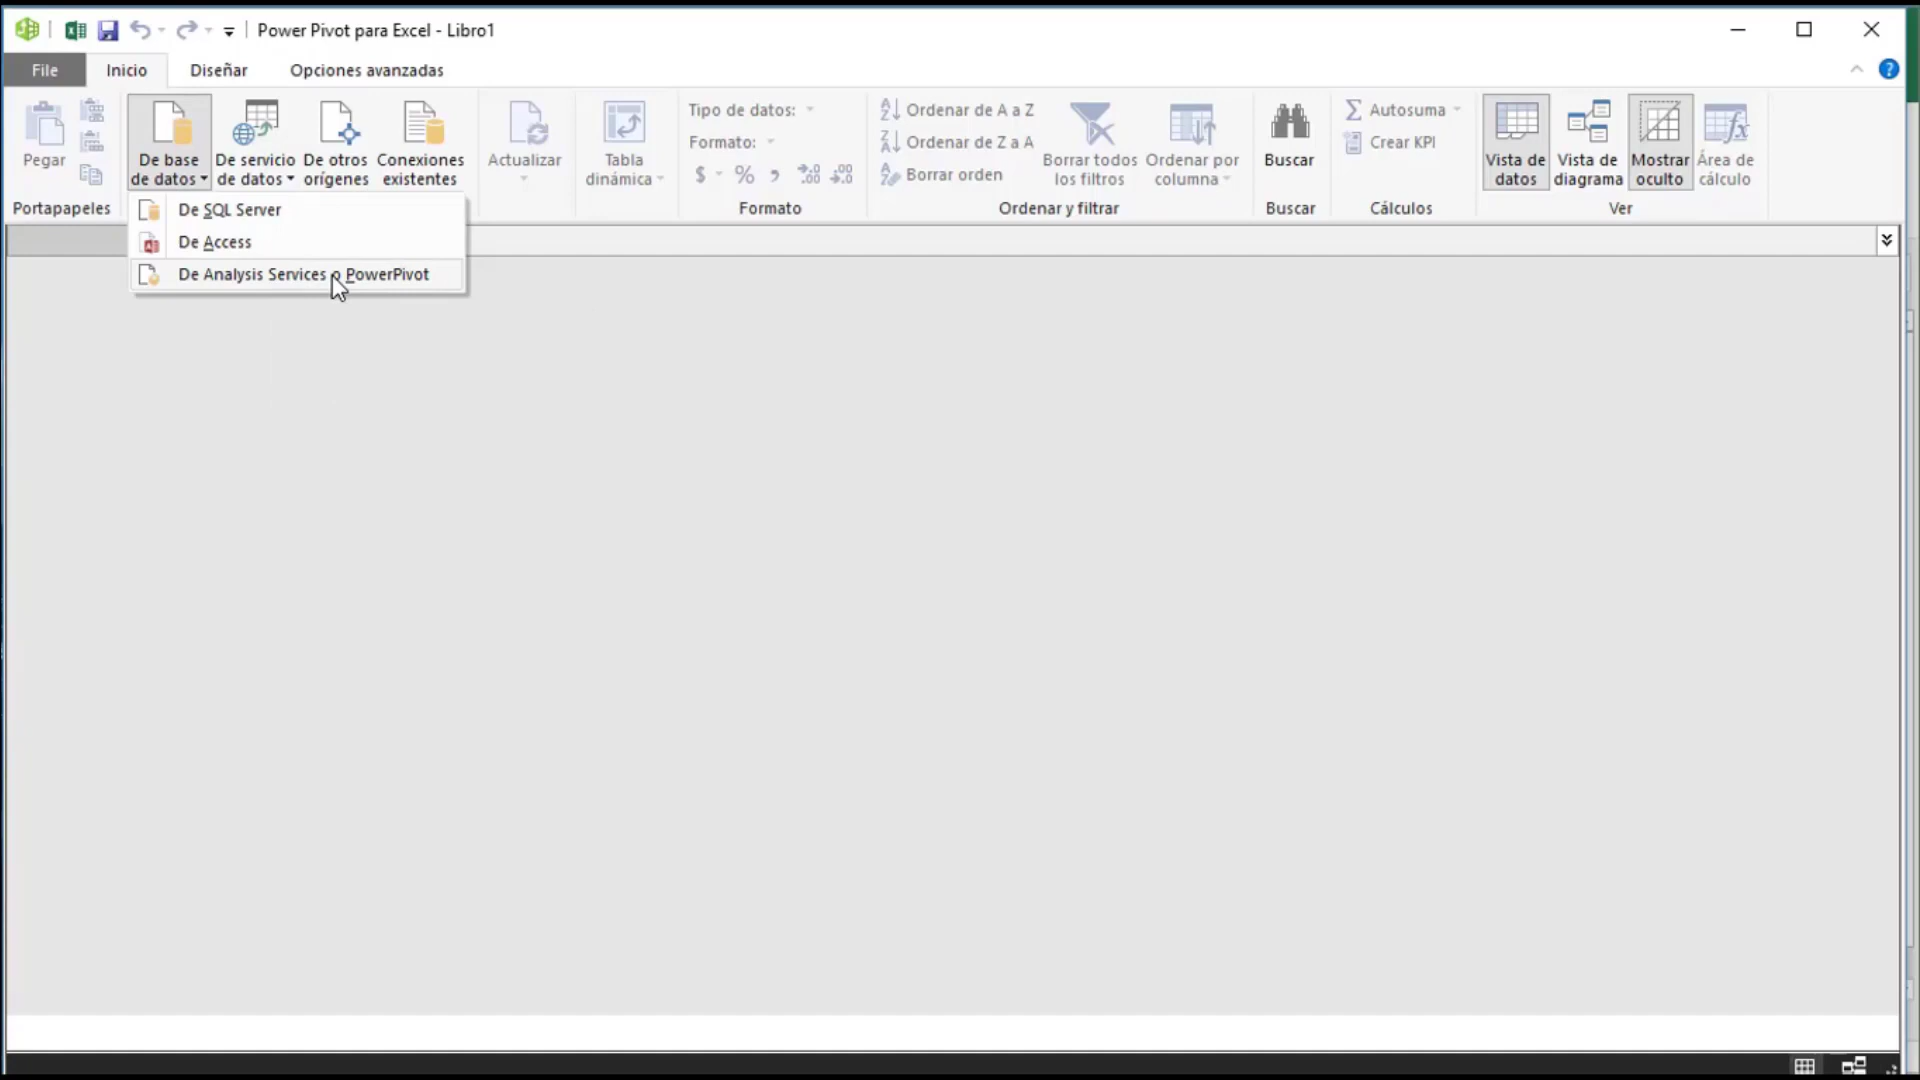 Power Pivot para Excel - Libro1
File
Inicio
Diseñar
Opciones avanzadas
Pegar
De base
de datos
De servicio
de datos
De otros
orígenes
Conexiones
existentes
Actualizar
Tabla
dinámica
Tipo de datos:
Formato:
$ % ,
Ordenar de A a Z
Ordenar de Z a A
Borrar orden
Borrar todos
los filtros
Ordenar por
columna
Buscar
Autosuma
Crear KPI
Vista de
datos
Vista de
diagrama
Mostrar
oculto
Área de
cálculo
Portapapeles
Formato
Ordenar y filtrar
Buscar
Cálculos
Ver
De SQL Server
De Access
De Analysis Services o PowerPivot